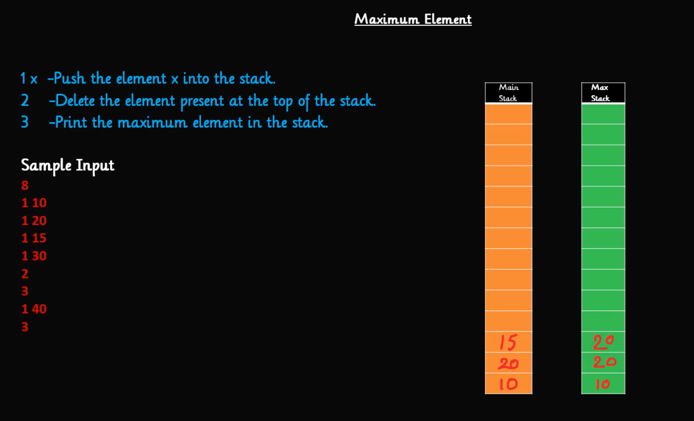 Maximum Element
1 x -Push the element x into the stack.
2 -Delete the element present at the top of the stack.
3 -Print the maximum element in the stack.
Sample Input
8
1 10
1 20
1 15
1 30
2
3
1 40
3
Main
Stack
15
20
10
Max
Stack
20
20
10